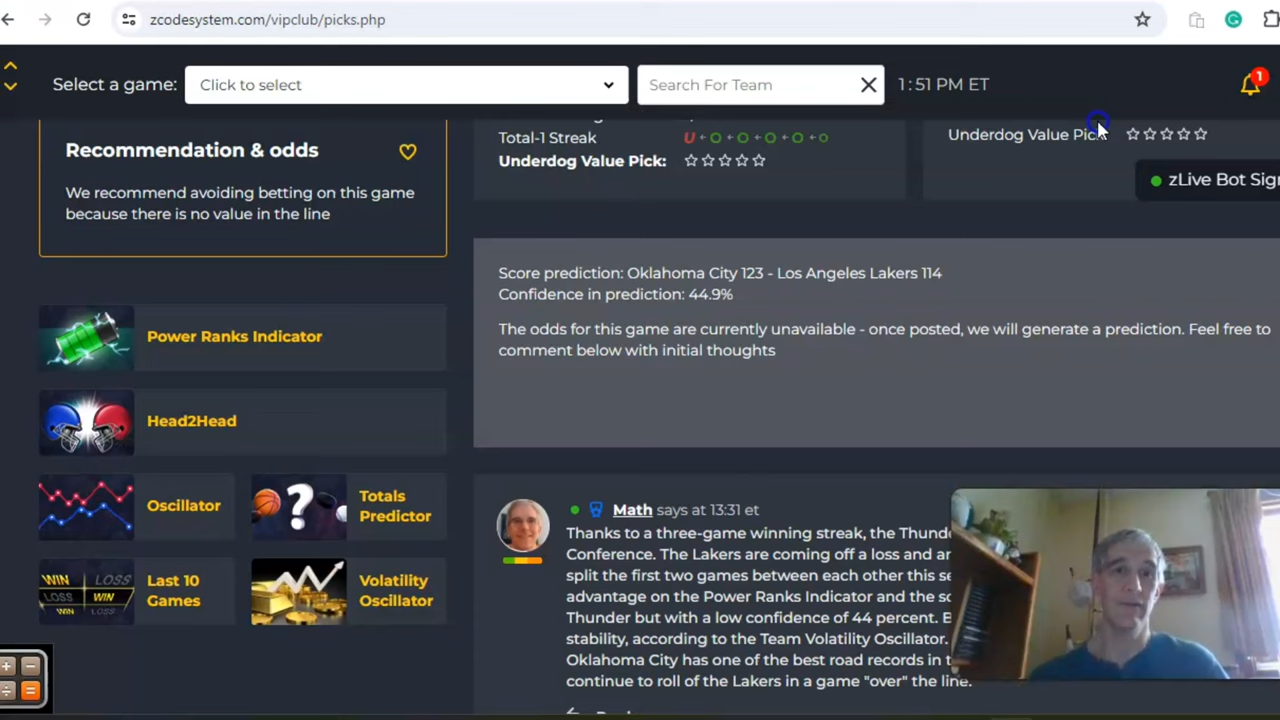 zcodesystem.com/vipclub/picks.php
Select a game:
Click to select
Search For Team
1:51 PM ET
1
Recommendation & odds
We recommend avoiding betting on this game
because there is no value in the line
Total-1 Streak
U
O
O
O
O
O
Underdog Value Pick:
Underdog Value Pick
zLive Bot Sig
Score prediction: Oklahoma City 123 - Los Angeles Lakers 114
Confidence in prediction: 44.9%
The odds for this game are currently unavailable - once posted, we will generate a prediction. Feel free to
comment below with initial thoughts
Power Ranks Indicator
Head2Head
Oscillator
Totals
Predictor
WIN LOSS
LOSS WIN
WIN LOSS
Last 10
Games
Volatility
Oscillator
Math says at 13:31 et
Thanks to a three-game winning streak, the Thund
Conference. The Lakers are coming off a loss and
split the first two games between each other this
advantage on the Power Ranks Indicator and the
Thunder but with a low confidence of 44 percent.
stability, according to the Team Volatility Oscillator.
Oklahoma City has one of the best road records in
continue to roll of the Lakers in a game "over" the line.